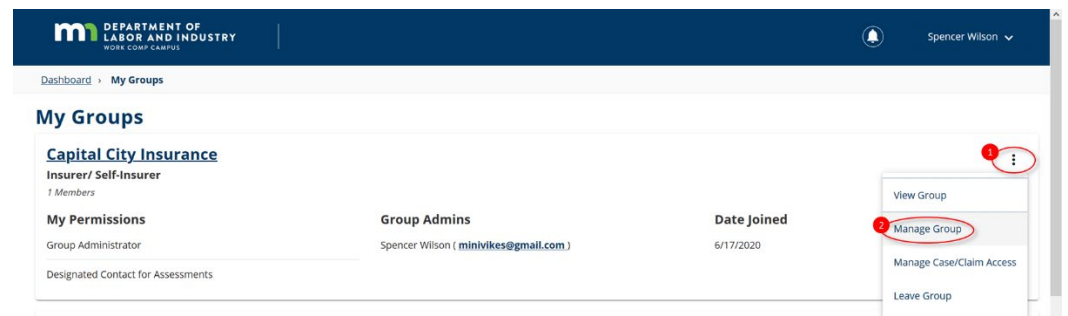 DEPARTMENT OF
LABOR AND INDUSTRY
WORK COMP CAMPUS
Spencer Wilson
Dashboard › My Groups
My Groups
Capital City Insurance
1
Insurer/ Self-Insurer
1 Members
View Group
My Permissions Group Admins Date Joined
2 Manage Group
Group Administrator Spencer Wilson ( minivikes@gmail.com ) 6/17/2020
Manage Case/Claim Access
Designated Contact for Assessments
Leave Group